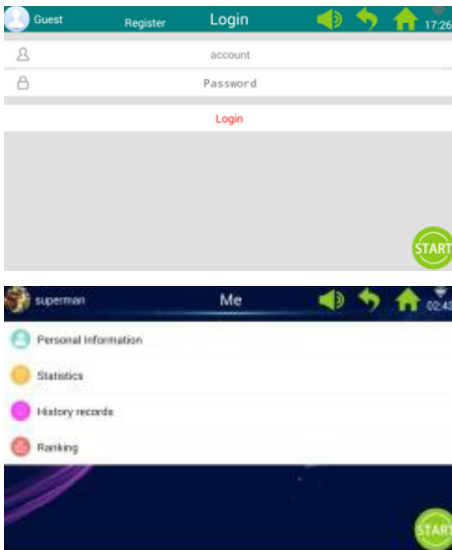 Guest Register Login 17:26
account
Password
Login
START
superman Me 02:43
Personal Information
Statistics
History records
Ranking
START